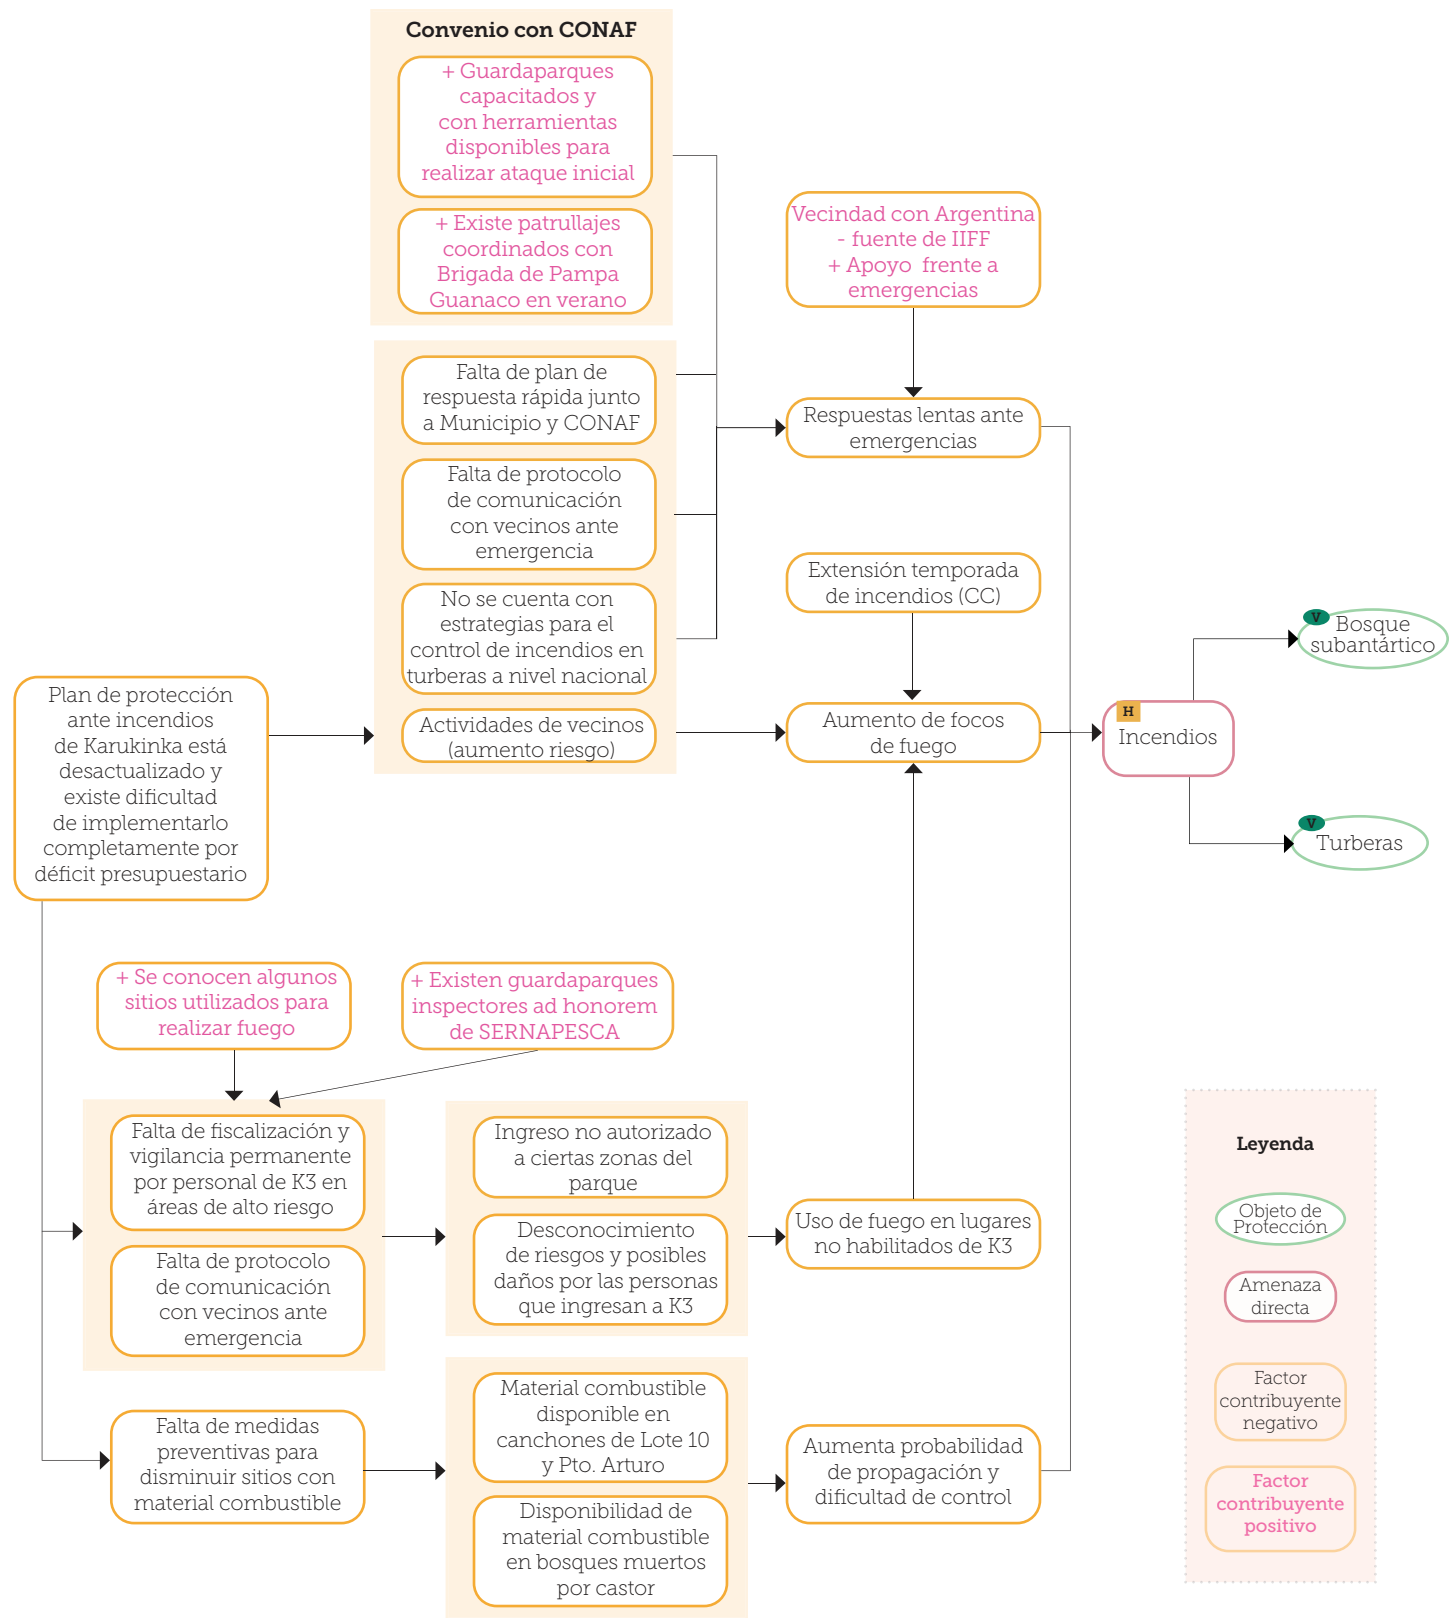 Convenio con CONAF
+ Guardaparques
capacitados y
con herramientas
disponibles para
realizar ataque inicial
+ Existe patrullajes
coordinados con
Brigada de Pampa
Guanaco en verano
Vecindad con Argentina
- fuente de IIFF
+ Apoyo frente a
emergencias
Falta de plan de
respuesta rápida junto
a Municipio y CONAF
Respuestas lentas ante
emergencias
Falta de protocolo
de comunicación
con vecinos ante
emergencia
Extensión temporada
de incendios (CC)
No se cuenta con
estrategias para el
control de incendios en
turberas a nivel nacional
V
Bosque
subantártico
Plan de protección
ante incendios
de Karukinka está
desactualizado y
existe dificultad
de implementarlo
completamente por
déficit presupuestario
Actividades de vecinos
(aumento riesgo)
Aumento de focos
de fuego
H
Incendios
V
Turberas
+ Se conocen algunos
sitios utilizados para
realizar fuego
+ Existen guardaparques
inspectores ad honorem
de SERNAPESCA
Falta de fiscalización y
vigilancia permanente
por personal de K3 en
áreas de alto riesgo
Falta de protocolo
de comunicación
con vecinos ante
emergencia
Ingreso no autorizado
a ciertas zonas del
parque
Desconocimiento
de riesgos y posibles
daños por las personas
que ingresan a K3
Uso de fuego en lugares
no habilitados de K3
Falta de medidas
preventivas para
disminuir sitios con
material combustible
Material combustible
disponible en
canchones de Lote 10
y Pto. Arturo
Disponibilidad de
material combustible
en bosques muertos
por castor
Aumenta probabilidad
de propagación y
dificultad de control
Leyenda
Objeto de
Protección
Amenaza
directa
Factor
contribuyente
negativo
Factor
contribuyente
positivo